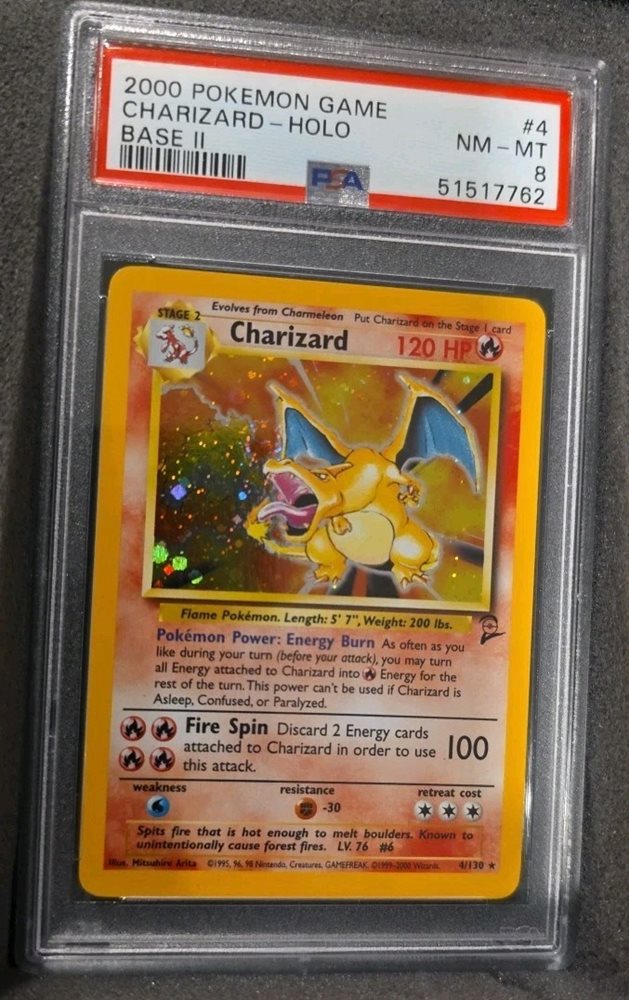 2000 POKEMON GAME #4
CHARIZARD - HOLO NM - MT
BASE II 8
PSA 51517762
STAGE 2 Evolves from Charmeleon Put Charizard on the Stage 1 card
Charizard 120 HP
Flame Pokémon. Length: 5' 7", Weight: 200 lbs.
Pokémon Power: Energy Burn As often as you
like during your turn (before your attack), you may turn
all Energy attached to Charizard into Energy for the
rest of the turn. This power can't be used if Charizard is
Asleep, Confused, or Paralyzed.
Fire Spin Discard 2 Energy cards
attached to Charizard in order to use 100
this attack.
weakness resistance retreat cost
-30
Spits fire that is hot enough to melt boulders. Known to
unintentionally cause forest fires. LV. 76 #6
Illus. Mitsuhiro Arita ©1995, 96, 98 Nintendo, Creatures, GAMEFREAK. ©1999-2000 Wizards. 4/130 ★